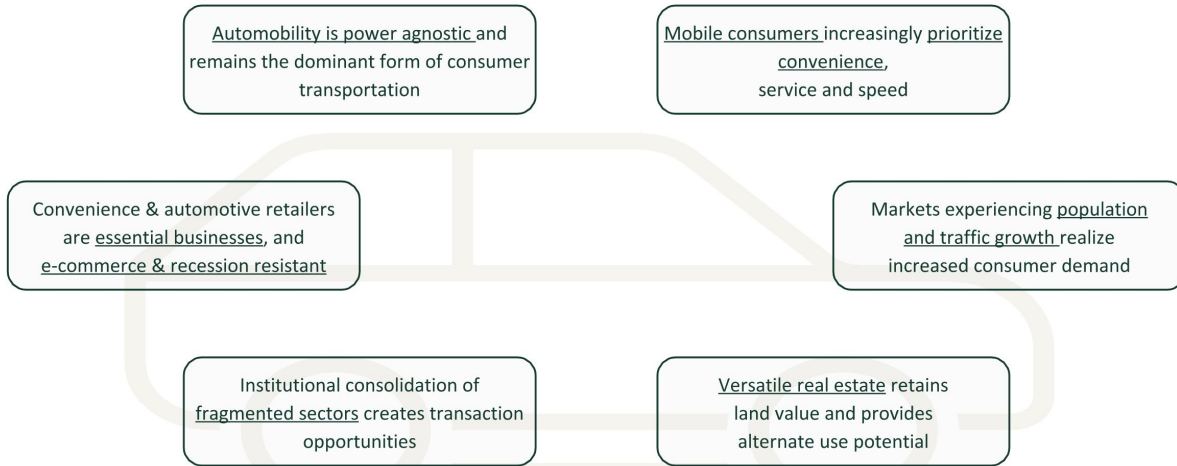 Automobility is power agnostic and
remains the dominant form of consumer
transportation
Mobile consumers increasingly prioritize
convenience,
service and speed
Convenience & automotive retailers
are essential businesses, and
e-commerce & recession resistant
Markets experiencing population
and traffic growth realize
increased consumer demand
Institutional consolidation of
fragmented sectors creates transaction
opportunities
Versatile real estate retains
land value and provides
alternate use potential